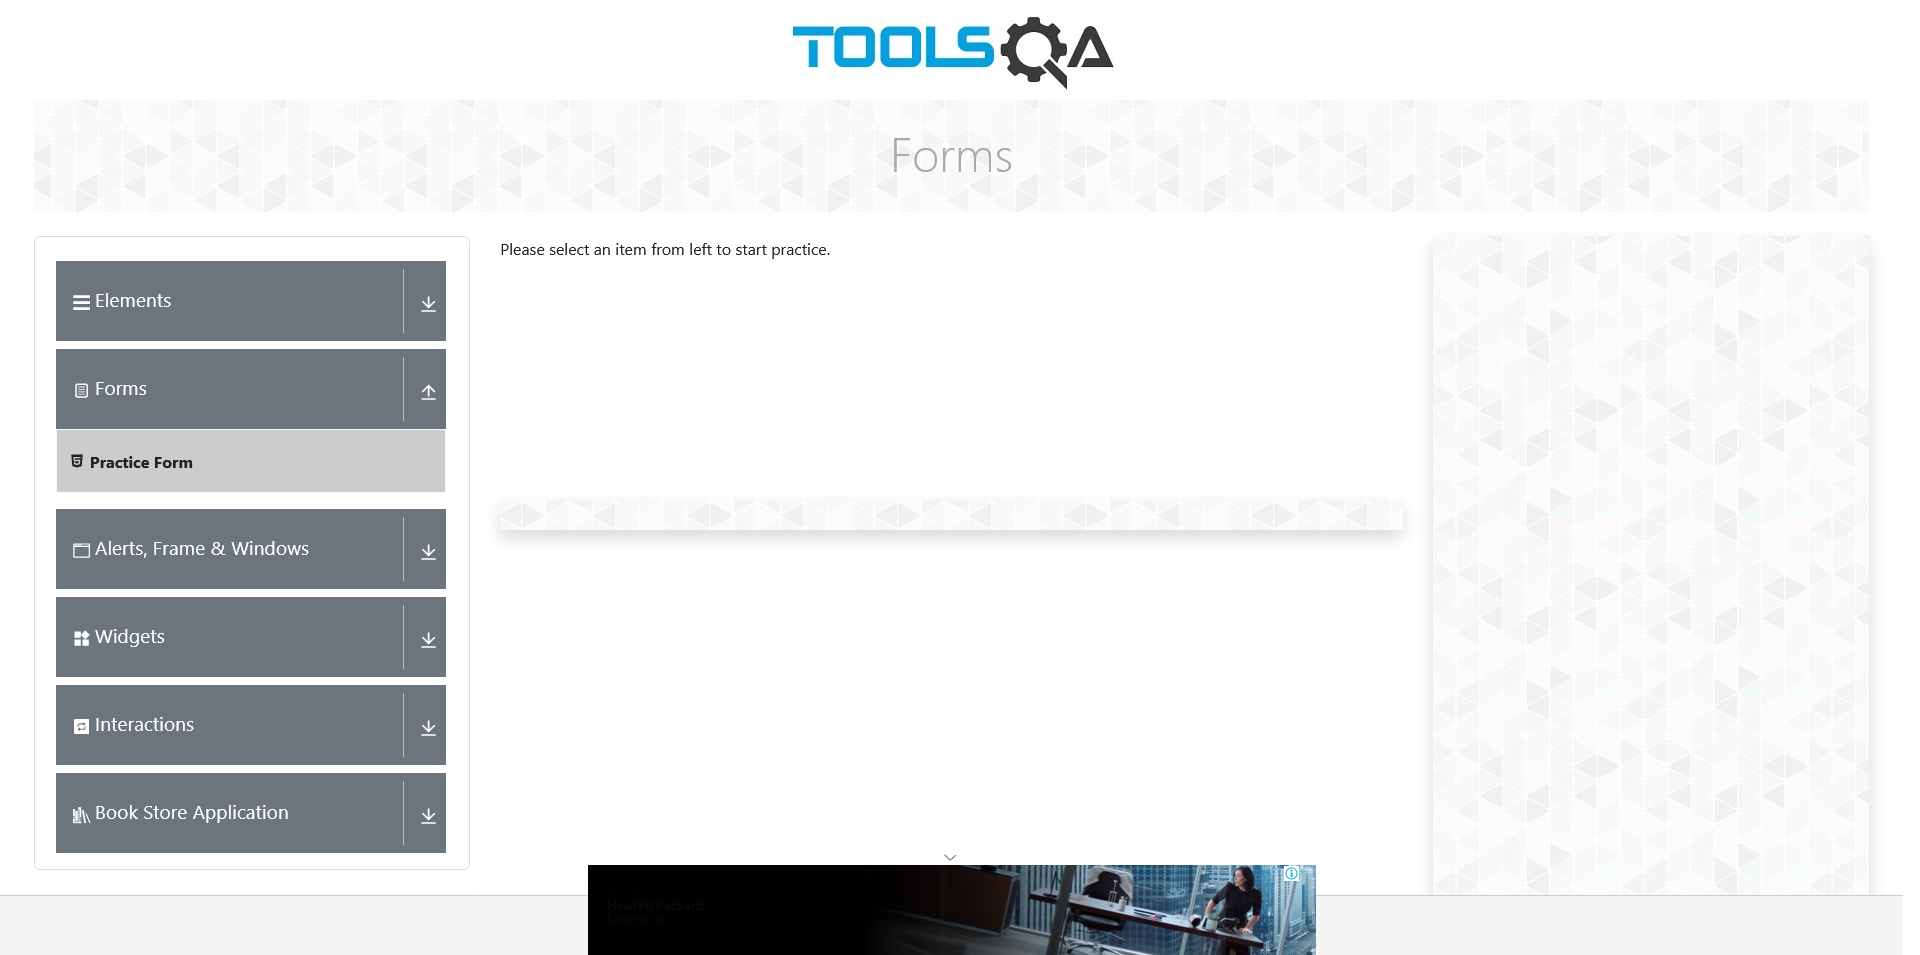 TOOLSQA
Forms
Please select an item from left to start practice.
Elements
Forms
Practice Form
Alerts, Frame & Windows
Widgets
Interactions
Book Store Application
Howlett Packard
Enterprise